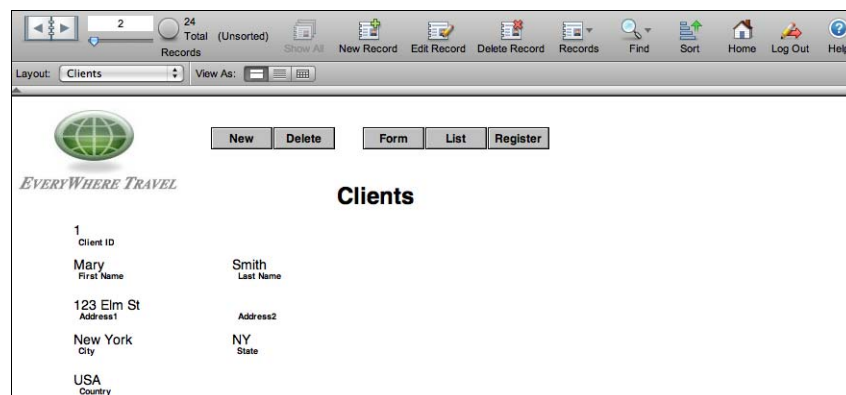 2
24
Total (Unsorted)
Records
Show All
New Record
Edit Record
Delete Record
Records
Find
Sort
Home
Log Out
Layout: Clients
View As:
New
Delete
Form
List
Register
EVERYWHERE TRAVEL
Clients
1
Client ID
Mary
Smith
First Name
Last Name
123 Elm St
Address1
Address2
New York
NY
City
State
USA
Country